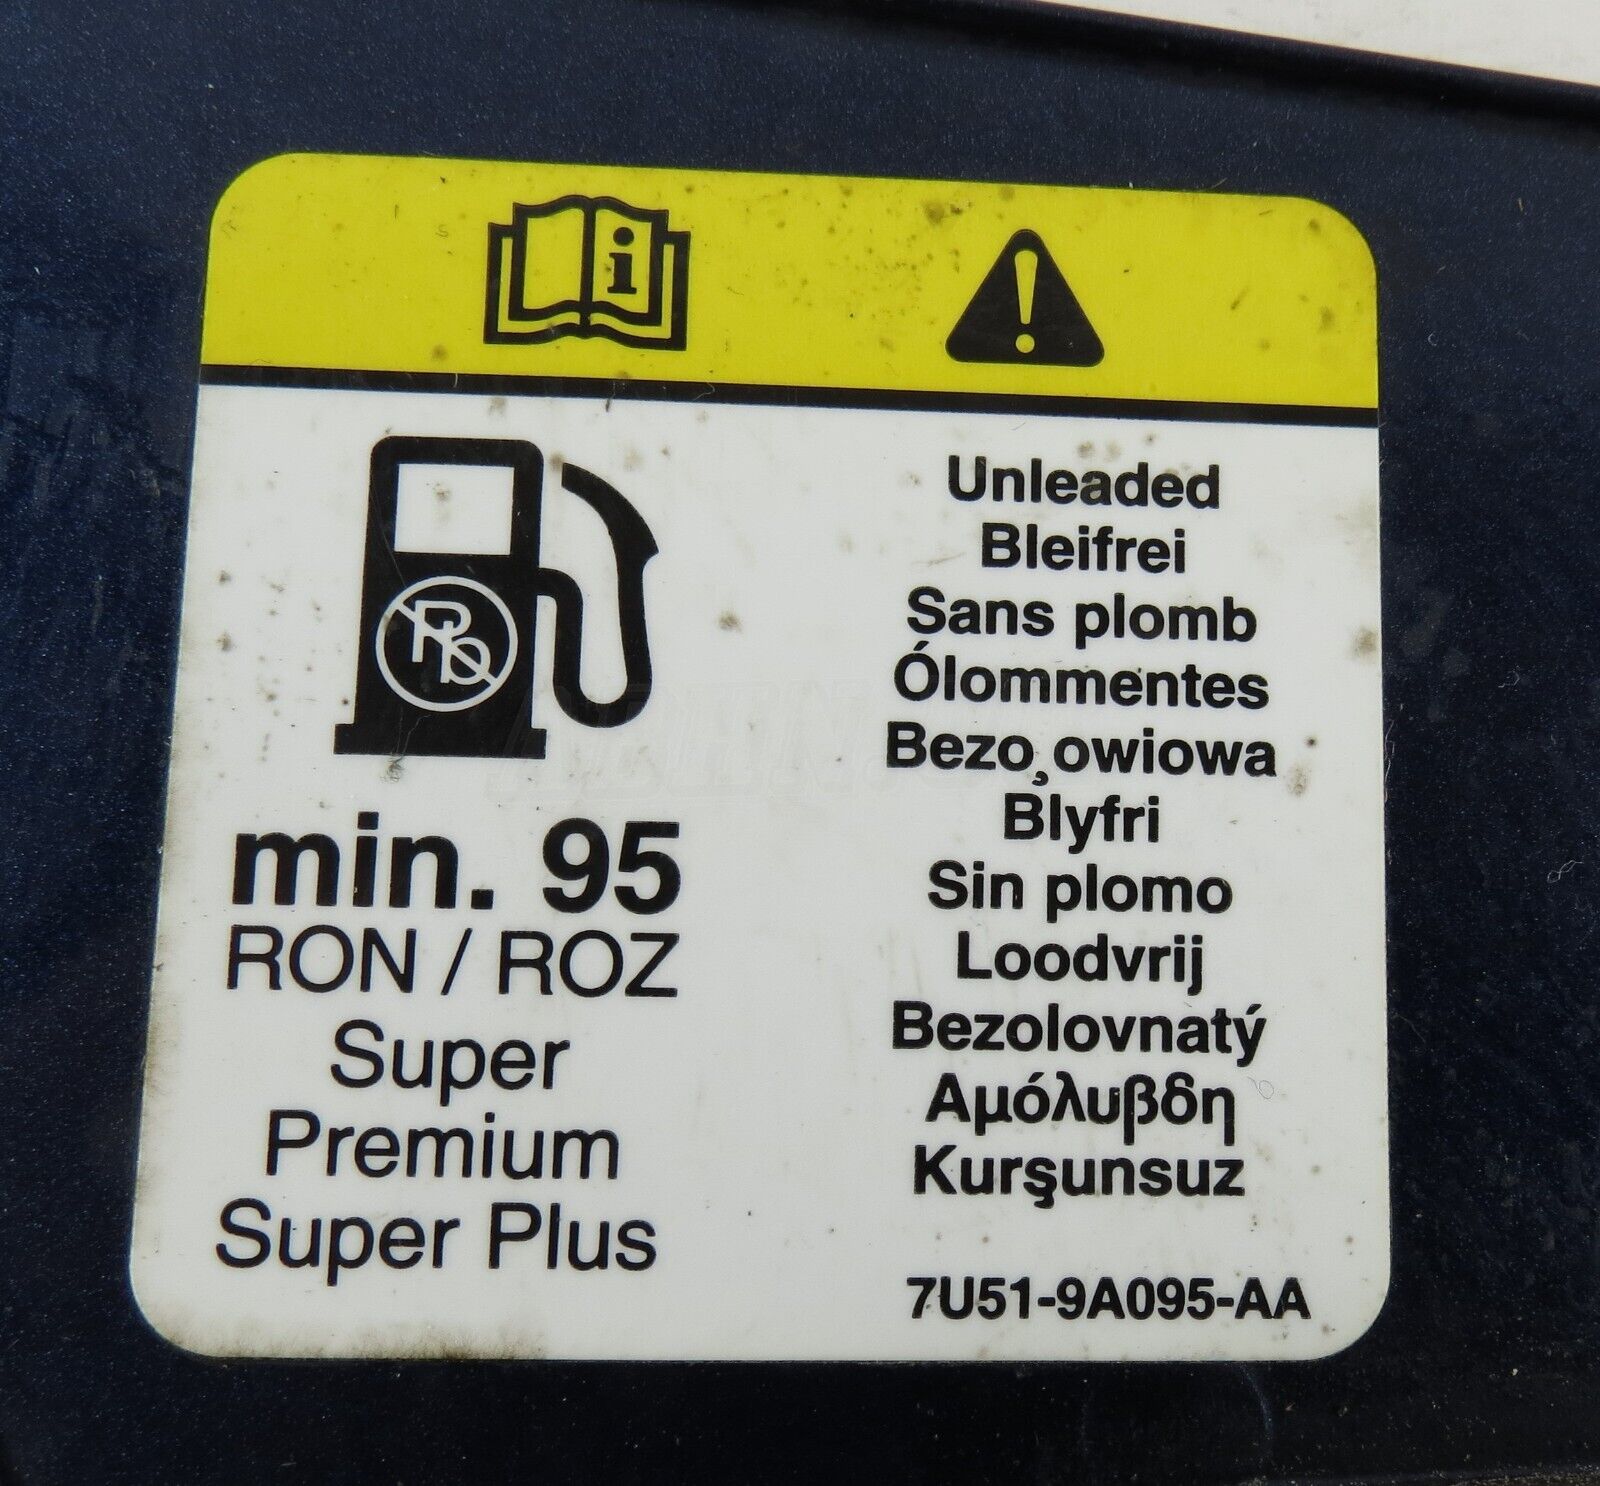 i
!
Pb
min. 95
RON / ROZ
Super
Premium
Super Plus
Unleaded
Bleifrei
Sans plomb
Ólommentes
Bezo¸owiowa
Blyfri
Sin plomo
Loodvrij
Bezolovnatý
Αμόλυβδη
Kurşunsuz
7U51-9A095-AA